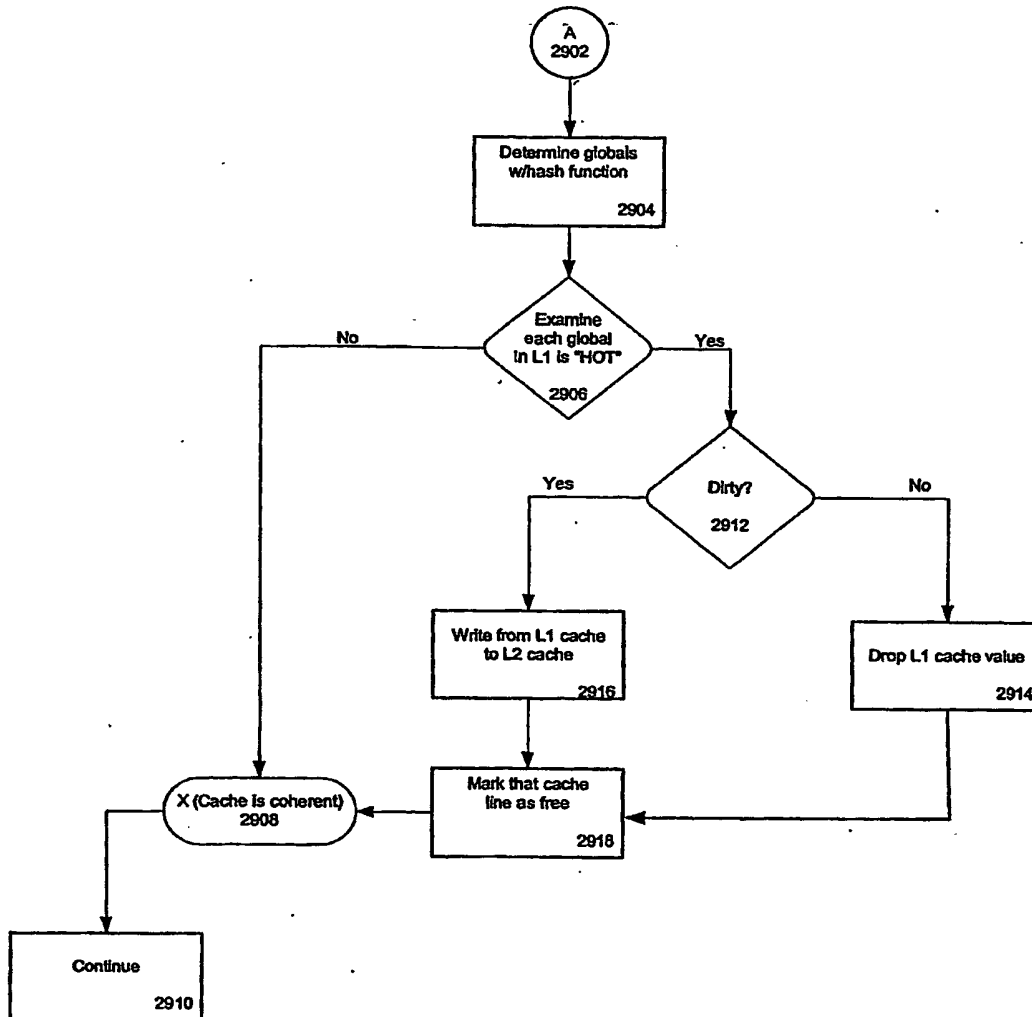 A
2902
Determine globals
w/hash function
2904
Examine
each global
in L1 is "HOT"
2906
No
Yes
Dirty?
2912
Yes
No
Write from L1 cache
to L2 cache
2916
Drop L1 cache value
2914
Mark that cache
line as free
2918
X (Cache is coherent)
2908
Continue
2910